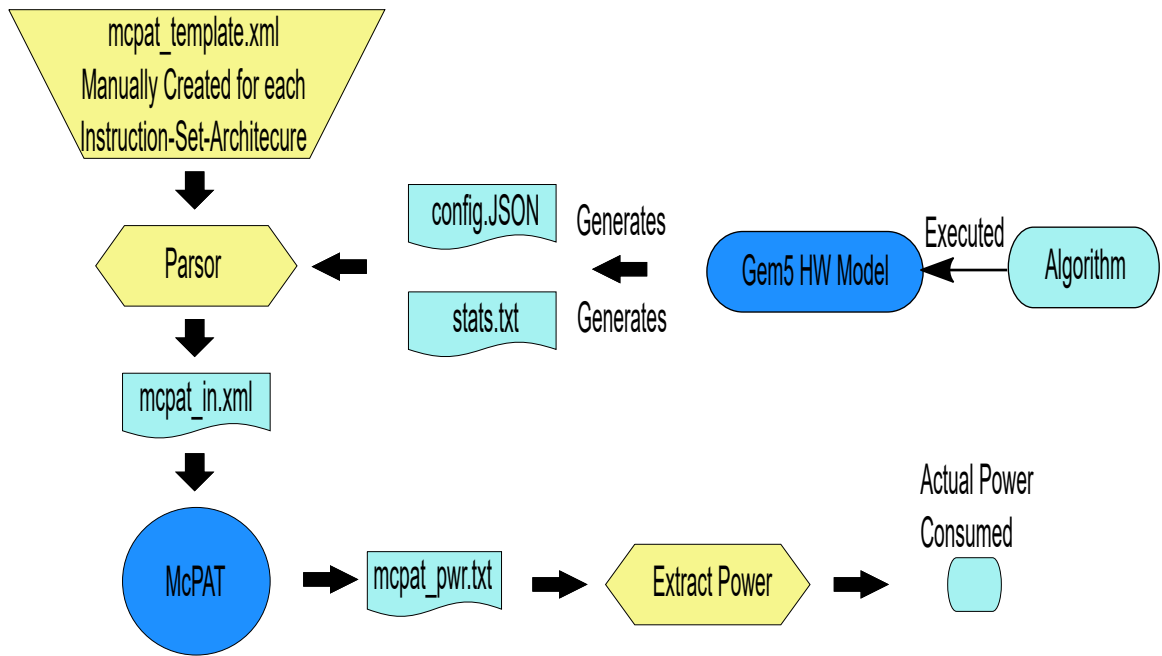 mcpat_template.xml
Manually Created for each
Instruction-Set-Architecure
config.JSON
Generates
Executed
Parsor
Gem5 HW Model
Algorithm
stats.txt
Generates
mcpat_in.xml
Actual Power
Consumed
McPAT
mcpat_pwr.txt
Extract Power